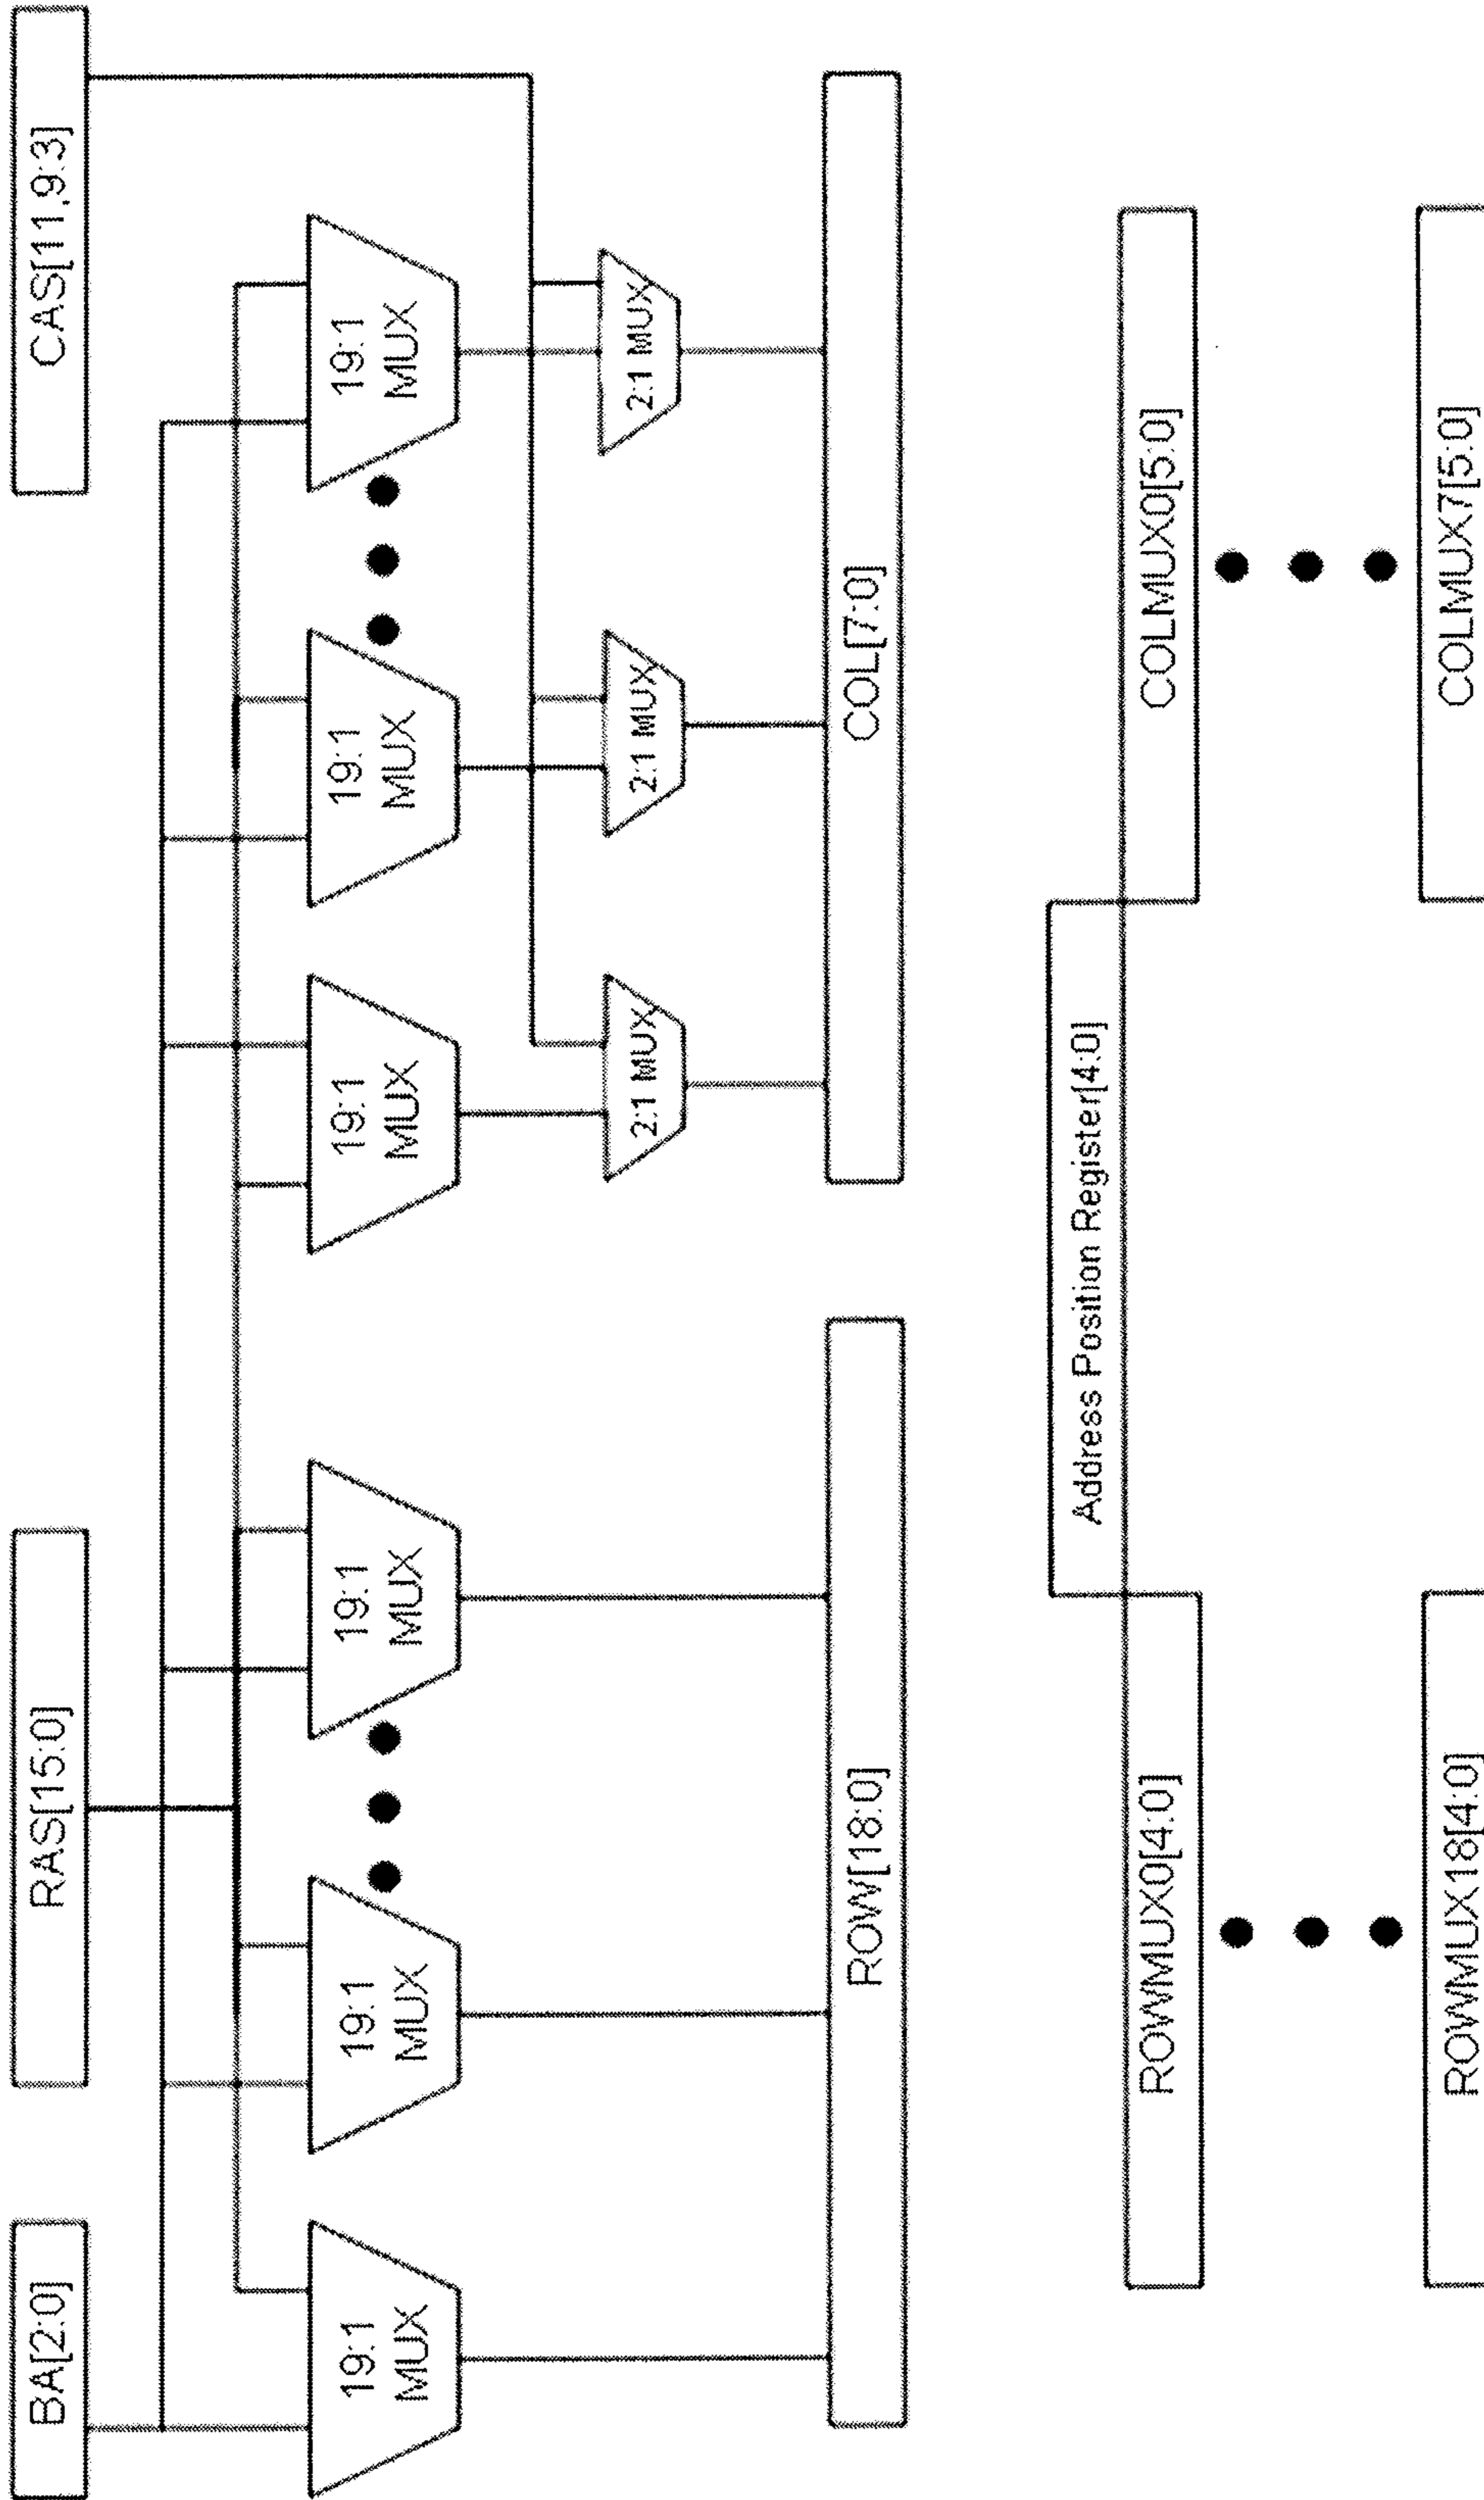 BA[2:0]
RAS[15:0]
CAS[11,9:3]
19:1
MUX
19:1
MUX
19:1
MUX
19:1
MUX
19:1
MUX
19:1
MUX
2:1 MUX
2:1 MUX
2:1 MUX
ROW[18:0]
COL[7:0]
Address Position Register[4:0]
ROWMUX0[4:0]
COLMUX0[5:0]
ROWMUX18[4:0]
COLMUX7[5:0]